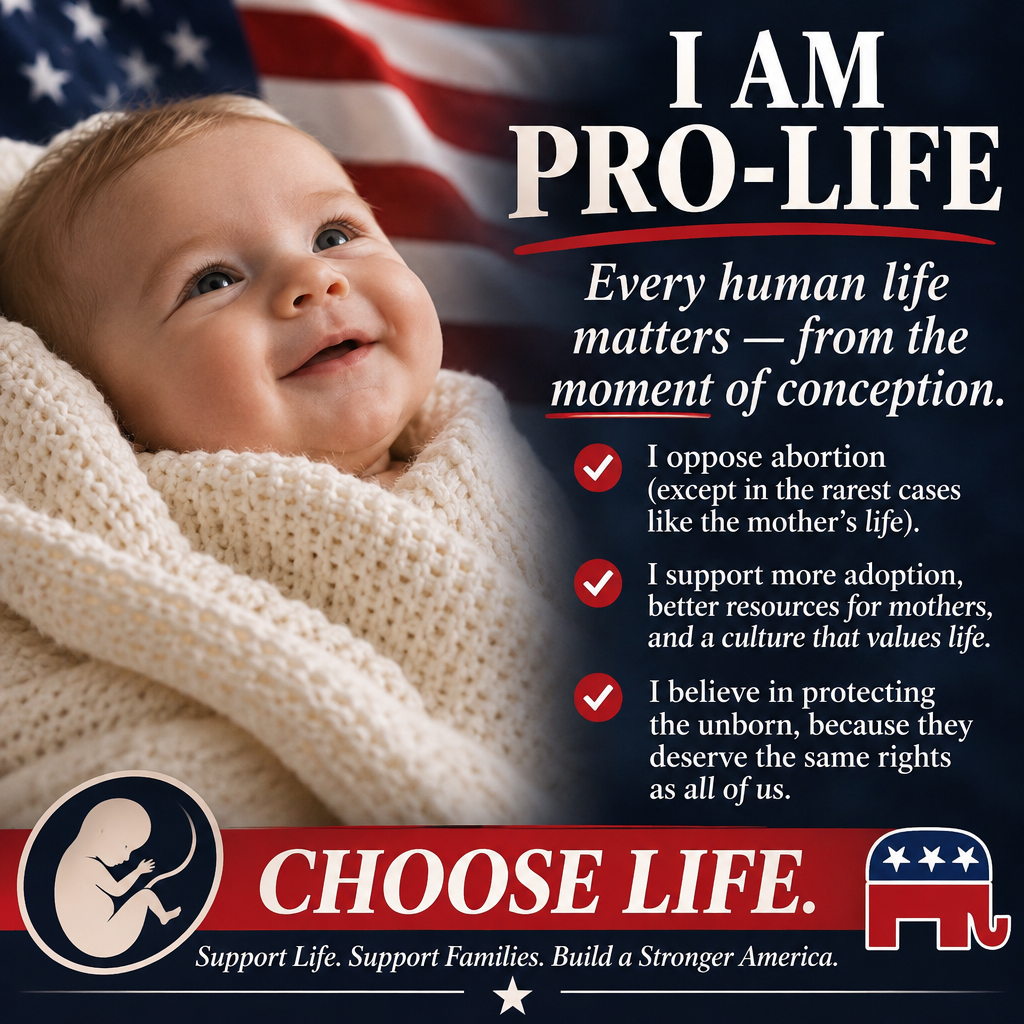 I AM
PRO-LIFE
Every human life
matters — from the
moment of conception.
I oppose abortion
(except in the rarest cases
like the mother's life).
I support more adoption,
better resources for mothers,
and a culture that values life.
I believe in protecting
the unborn, because they
deserve the same rights
as all of us.
CHOOSE LIFE.
Support Life. Support Families. Build a Stronger America.